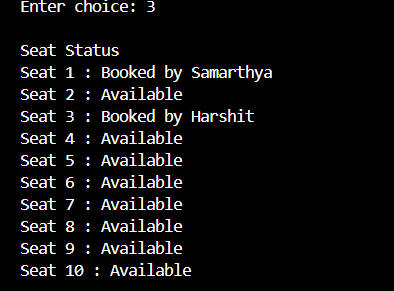 Enter choice: 3
Seat Status
Seat 1 : Booked by Samarthya
Seat 2 : Available
Seat 3 : Booked by Harshit
Seat 4 : Available
Seat 5 : Available
Seat 6 : Available
Seat 7 : Available
Seat 8 : Available
Seat 9 : Available
Seat 10 : Available